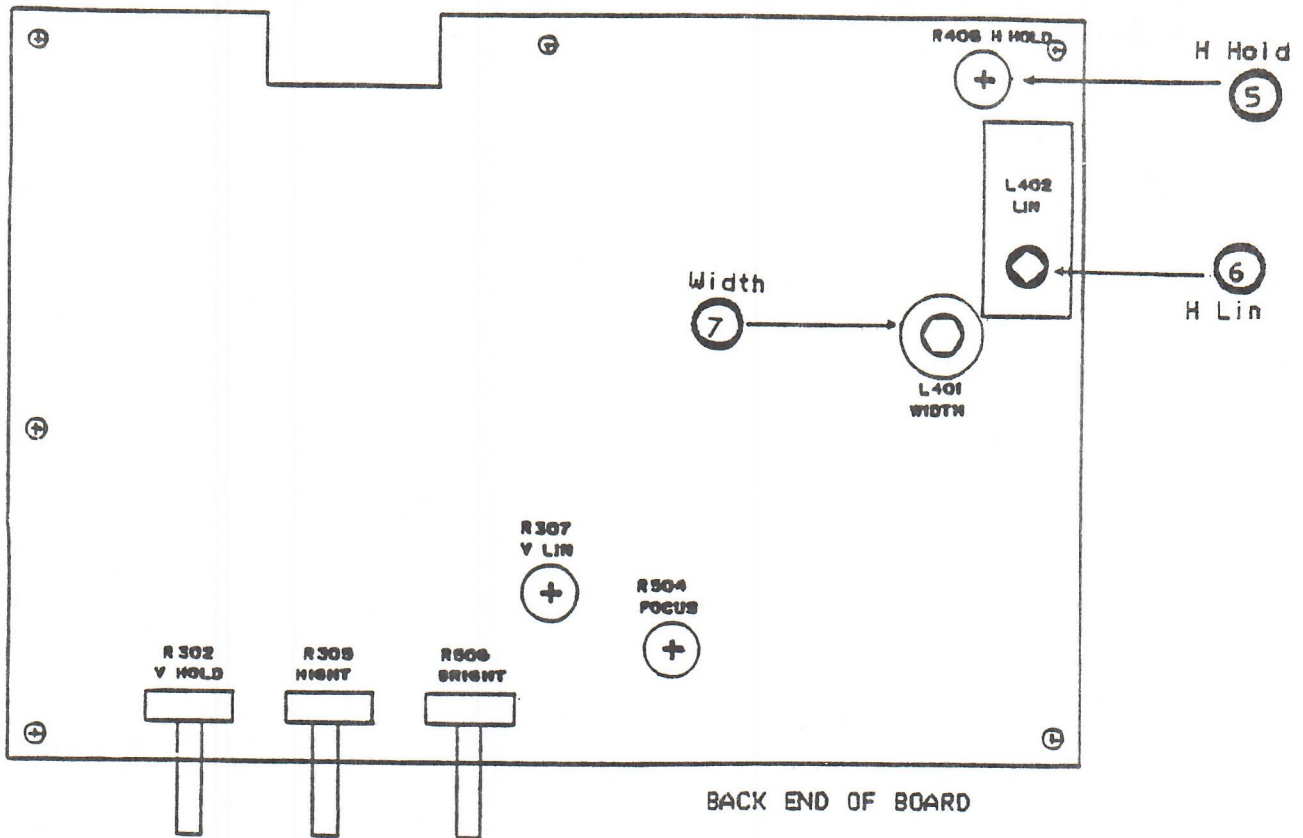 R406 H HOLD
H Hold
5
L402
LIN
6
H Lin
Width
7
L401
WIDTH
R307
V LIN
R504
FOCUS
R302
V HOLD
R305
HIGHT
R506
BRIGHT
BACK END OF BOARD